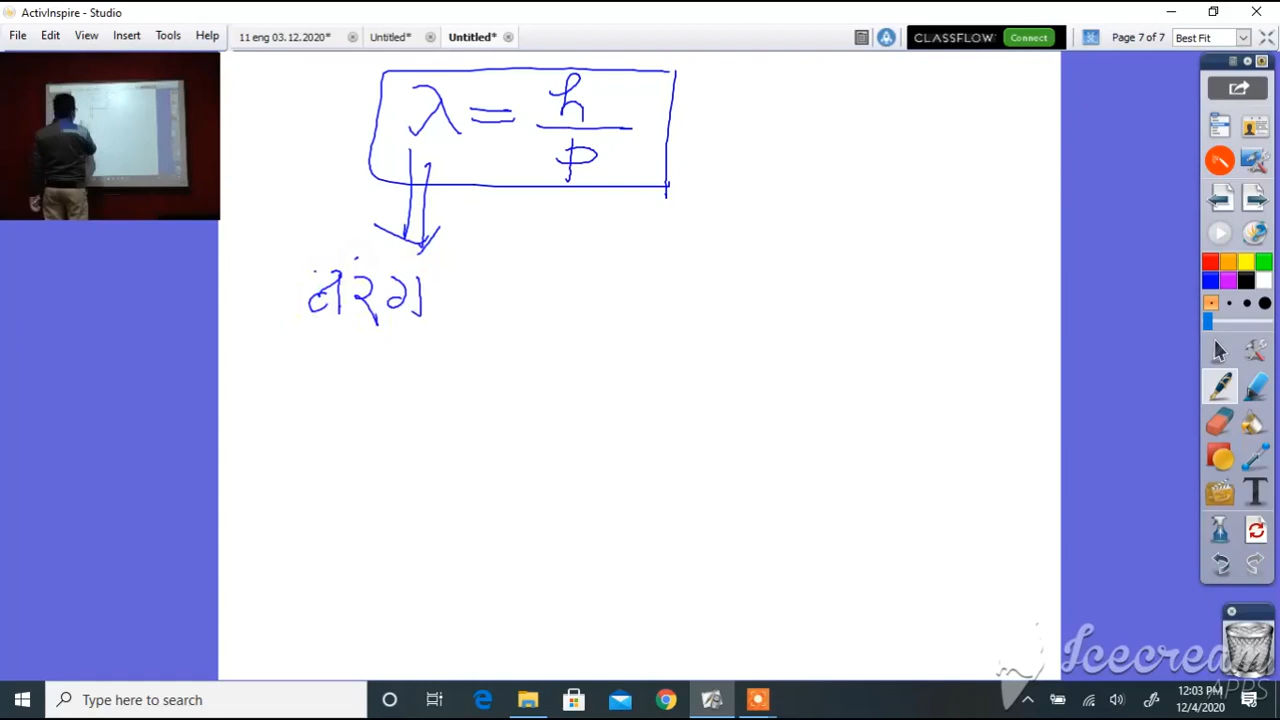 ActivInspire - Studio
File Edit View Insert Tools Help 11 eng 03.12.2020* Untitled* Untitled* CLASSFLOW Connect Page 7 of 7 Best Fit
λ = h / p
તરંગ
Icecream
APPS
Type here to search
12:03 PM
12/4/2020